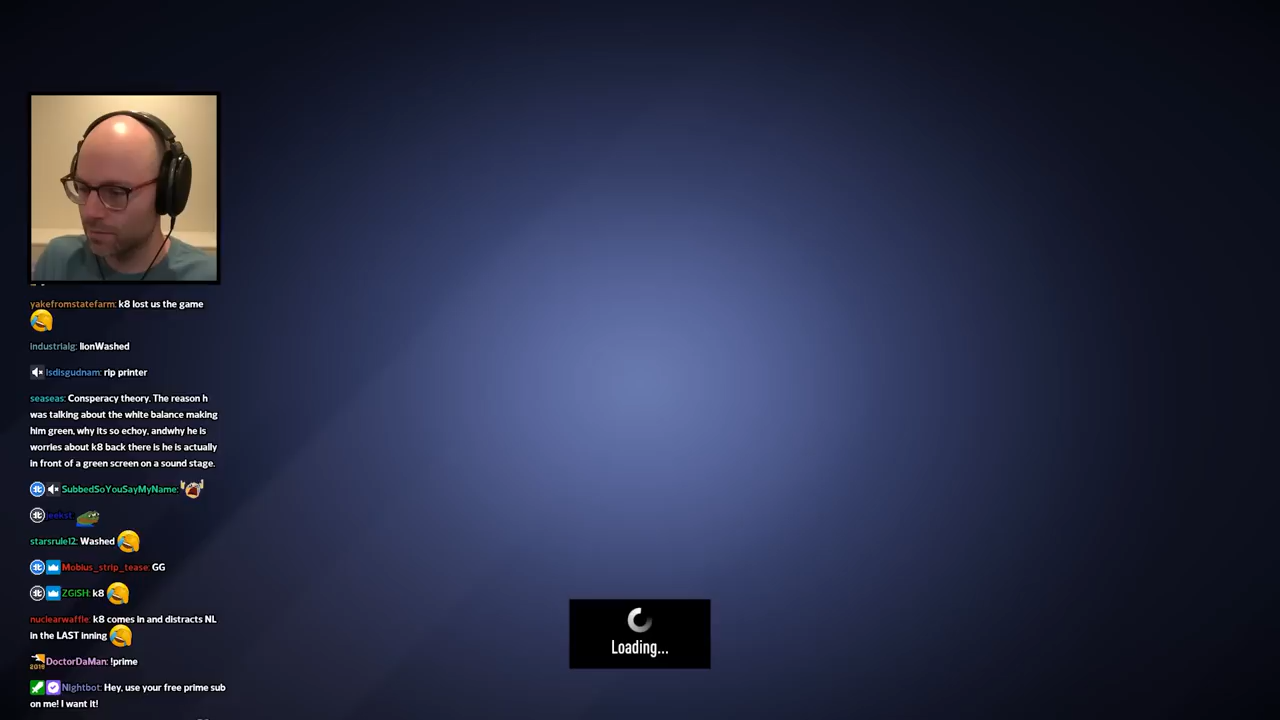 yakefromstatefarm: k8 lost us the game
industrialg: lionWashed
isdisgudnam: rip printer
seaseas: Consperacy theory. The reason h
was talking about the white balance making
him green, why its so echoy, andwhy he is
worries about k8 back there is he is actually
in front of a green screen on a sound stage.
SubbedSoYouSayMyName:
jeekst:
starsrule12: Washed
Mobius_strip_tease: GG
ZGiSH: k8
nuclearwaffle: k8 comes in and distracts NL
in the LAST inning
2019 DoctorDaMan: !prime
Nightbot: Hey, use your free prime sub
on me! I want it!
Loading...